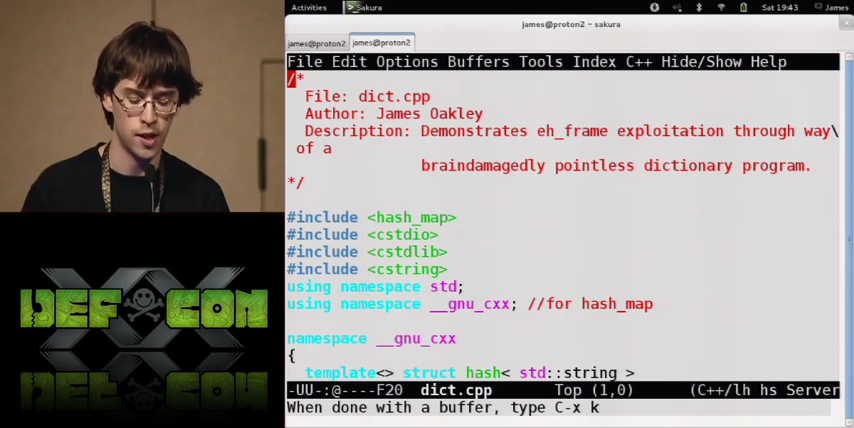 Activities
Sakura
Sat 19:43
James
james@proton2 – sakura
james@proton2
james@proton2
File Edit Options Buffers Tools Index C++ Hide/Show Help
/*
File: dict.cpp
Author: James Oakley
Description: Demonstrates eh_frame exploitation through way\
of a
braindamagedly pointless dictionary program.
*/
#include <hash_map>
#include <cstdio>
#include <cstdlib>
#include <cstring>
using namespace std;
using namespace __gnu_cxx; //for hash_map
namespace __gnu_cxx
{
template<> struct hash< std::string >
-UU-:@----F20 dict.cpp Top (1,0) (C++/lh hs Server
When done with a buffer, type C-x k
DEF CON
XX